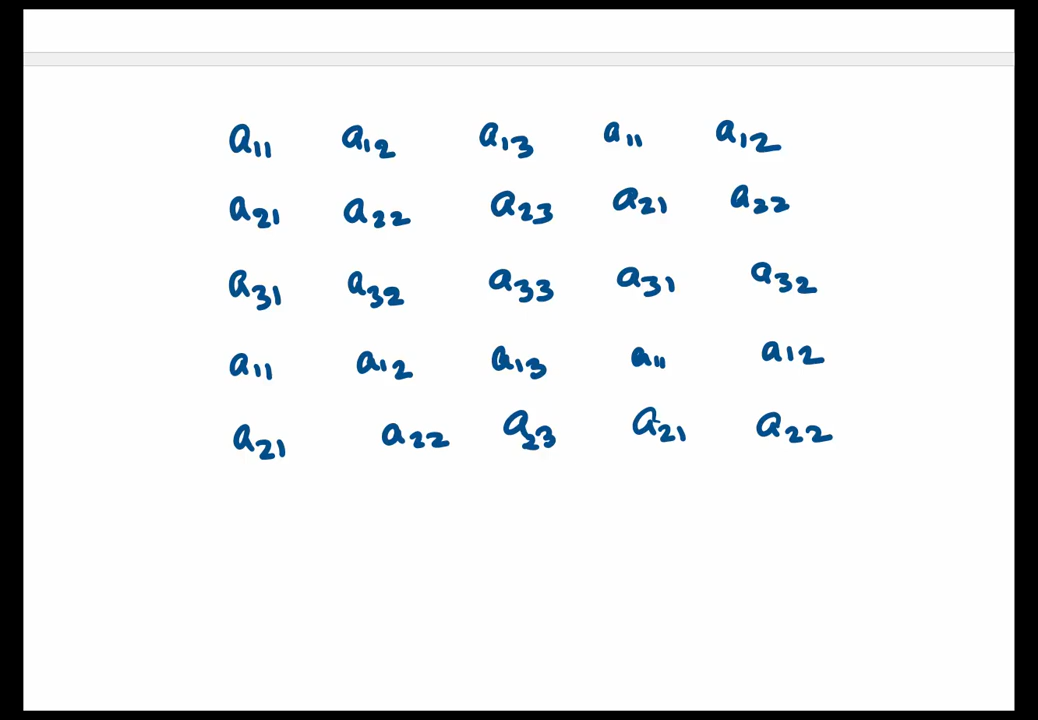 a₁₁ a₁₂ a₁₃ a₁₁ a₁₂
a₂₁ a₂₂ a₂₃ a₂₁ a₂₂
a₃₁ a₃₂ a₃₃ a₃₁ a₃₂
a₁₁ a₁₂ a₁₃ a₁₁ a₁₂
a₂₁ a₂₂ a₂₃ a₂₁ a₂₂